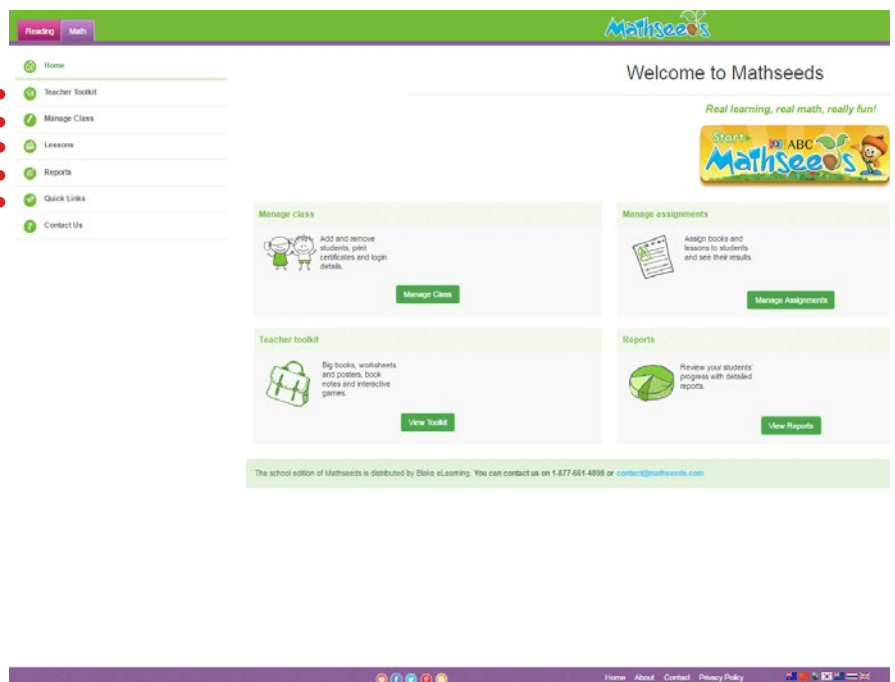 Reading Math
Mathseeds
Home
Teacher Toolkit
Manage Class
Lessons
Reports
Quick Links
Contact Us
Welcome to Mathseeds
Real learning, real math, really fun!
Start
ABC
Mathseeds
Manage class
Add and remove
students, print
certificates and login
details.
Manage Class
Manage assignments
Assign books and
lessons to students
and see their results.
Manage Assignments
Teacher toolkit
Big books, worksheets
and posters, book
notes and interactive
games.
View Toolkit
Reports
Review your students'
progress with detailed
reports.
View Reports
The school edition of Mathseeds is distributed by Blake eLearning. You can contact us on 1-877-661-4898 or contact@mathseeds.com
Home About Contact Privacy Policy